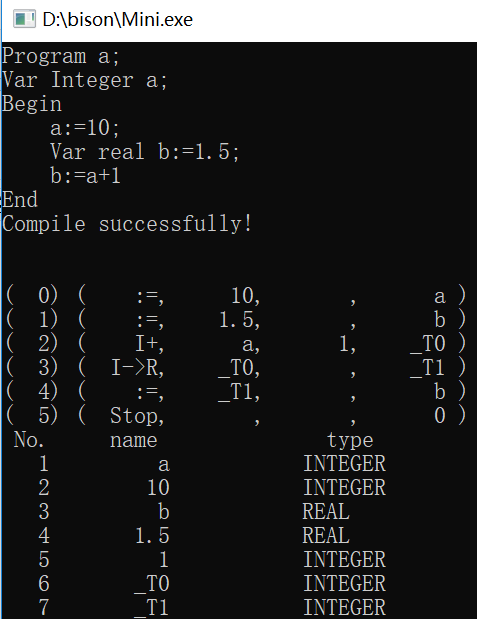 D:\bison\Mini.exe
Program a;
Var Integer a;
Begin
    a:=10;
    Var real b:=1.5;
    b:=a+1
End
Compile successfully!
(  0) (    :=,     10,       ,      a )
(  1) (    :=,    1.5,       ,      b )
(  2) (    I+,      a,      1,    _T0 )
(  3) (  I->R,    _T0,       ,    _T1 )
(  4) (    :=,    _T1,       ,      b )
(  5) (  Stop,       ,       ,      0 )
No.     name              type
1         a           INTEGER
2        10           INTEGER
3         b           REAL
4       1.5           REAL
5         1           INTEGER
6       _T0           INTEGER
7       _T1           INTEGER